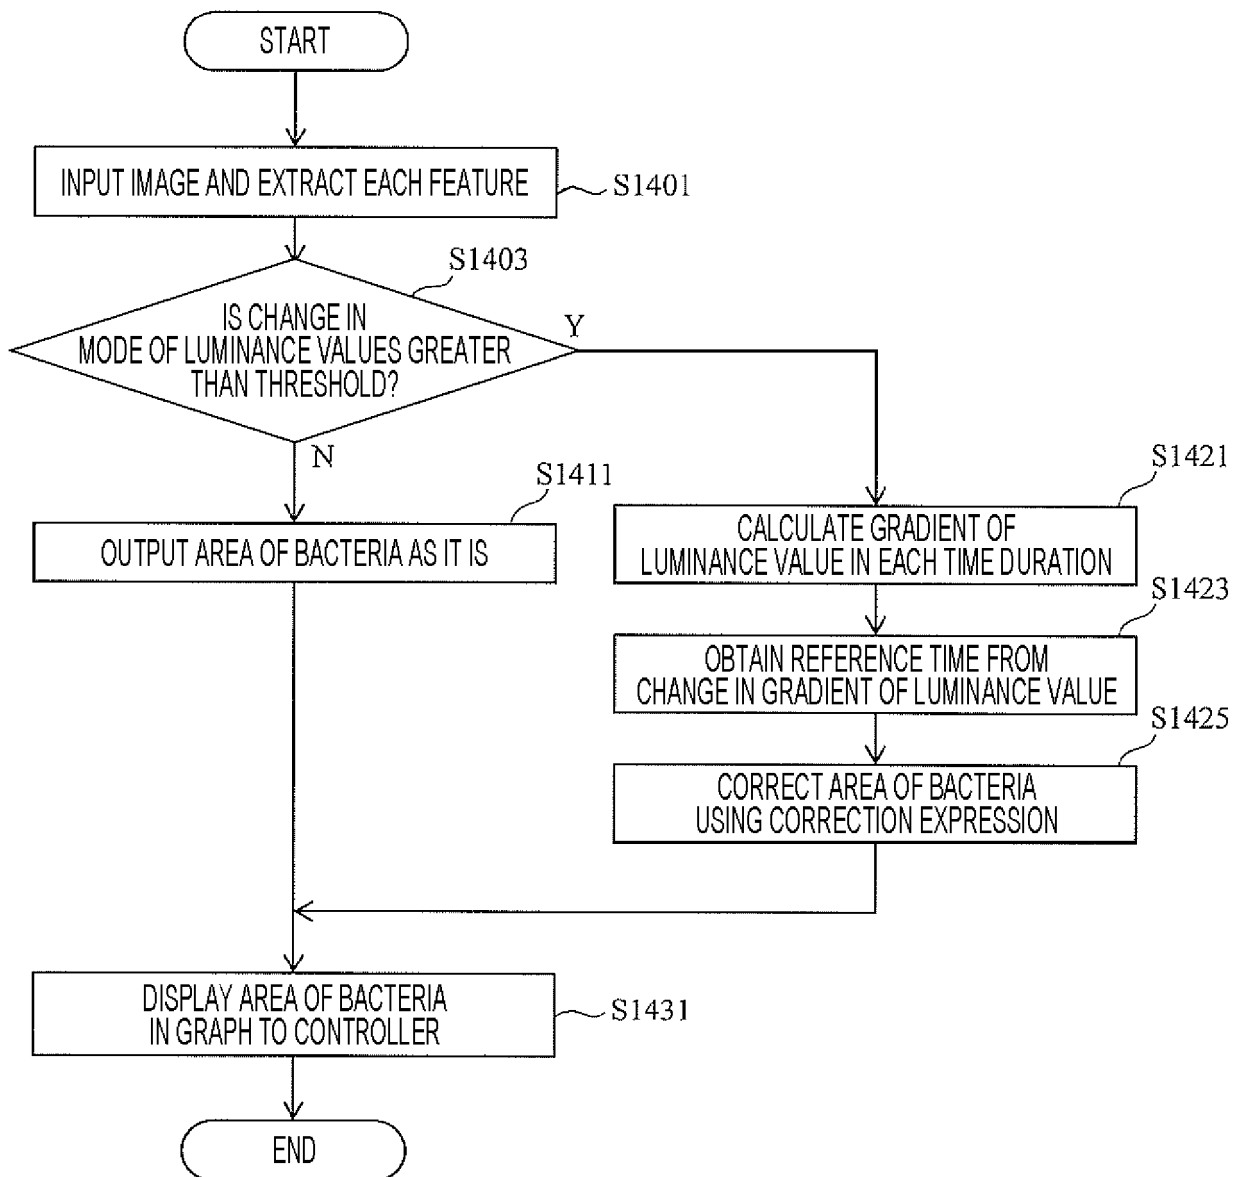 START
INPUT IMAGE AND EXTRACT EACH FEATURE
S1401
S1403
IS CHANGE IN
MODE OF LUMINANCE VALUES GREATER
THAN THRESHOLD?
Y
N
S1411
OUTPUT AREA OF BACTERIA AS IT IS
S1421
CALCULATE GRADIENT OF
LUMINANCE VALUE IN EACH TIME DURATION
S1423
OBTAIN REFERENCE TIME FROM
CHANGE IN GRADIENT OF LUMINANCE VALUE
S1425
CORRECT AREA OF BACTERIA
USING CORRECTION EXPRESSION
DISPLAY AREA OF BACTERIA
IN GRAPH TO CONTROLLER
S1431
END